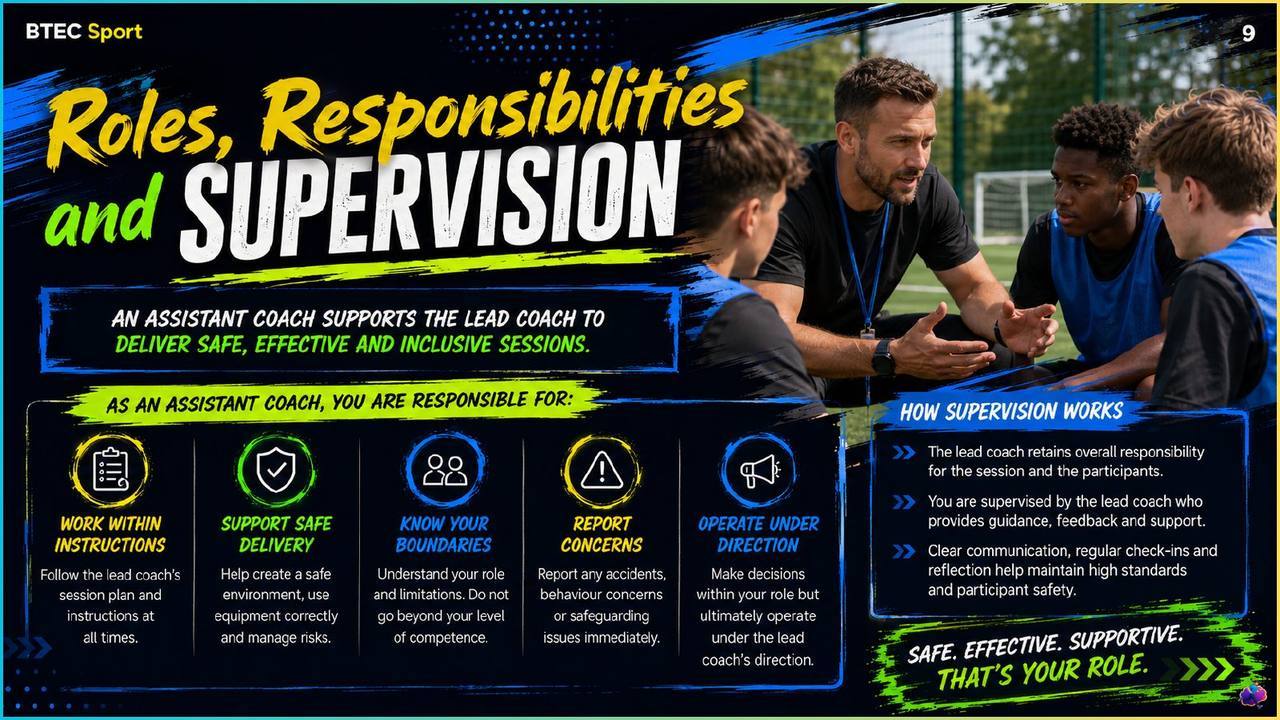 BTEC Sport
9
Roles, Responsibilities
and SUPERVISION
AN ASSISTANT COACH SUPPORTS THE LEAD COACH TO
DELIVER SAFE, EFFECTIVE AND INCLUSIVE SESSIONS.
AS AN ASSISTANT COACH, YOU ARE RESPONSIBLE FOR:
WORK WITHIN
INSTRUCTIONS
Follow the lead coach's
session plan and
instructions at
all times.
SUPPORT SAFE
DELIVERY
Help create a safe
environment, use
equipment correctly
and manage risks.
KNOW YOUR
BOUNDARIES
Understand your role
and limitations. Do not
go beyond your level
of competence.
REPORT
CONCERNS
Report any accidents,
behaviour concerns
or safeguarding
issues immediately.
OPERATE UNDER
DIRECTION
Make decisions
within your role but
ultimately operate
under the lead
coach's direction.
HOW SUPERVISION WORKS
The lead coach retains overall responsibility
for the session and the participants.
You are supervised by the lead coach who
provides guidance, feedback and support.
Clear communication, regular check-ins and
reflection help maintain high standards
and participant safety.
SAFE. EFFECTIVE. SUPPORTIVE.
THAT'S YOUR ROLE.